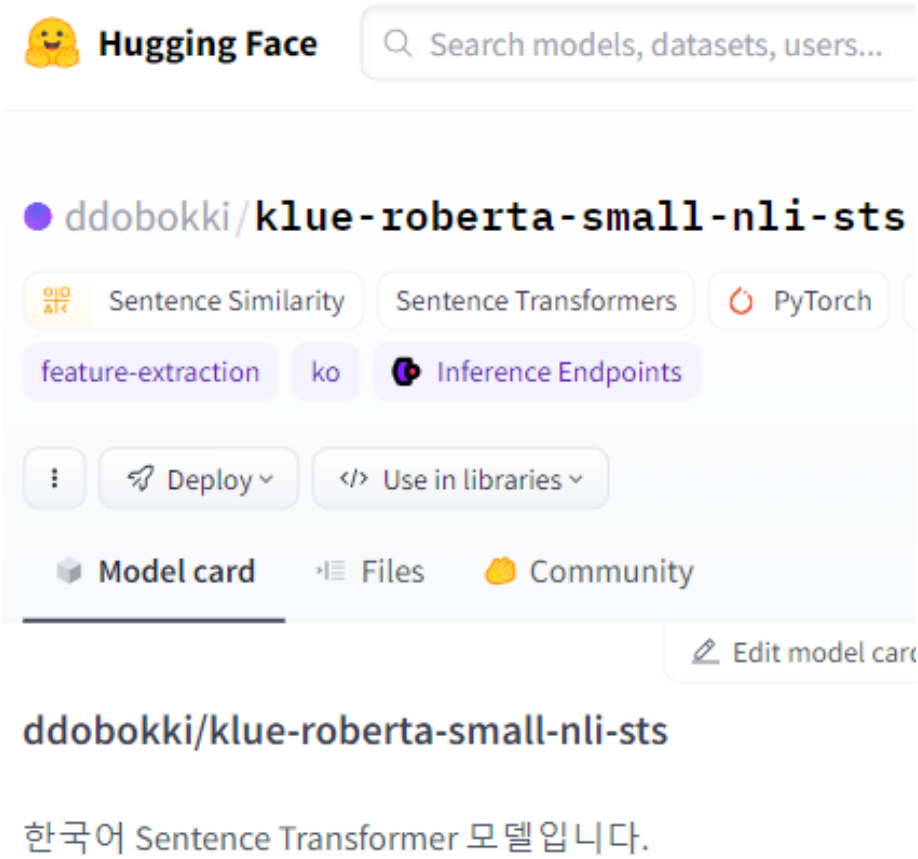 Hugging Face Search models, datasets, users...
ddobokki/klue-roberta-small-nli-sts
Sentence Similarity Sentence Transformers PyTorch
feature-extraction ko Inference Endpoints
Deploy </> Use in libraries
Model card Files Community
Edit model card
ddobokki/klue-roberta-small-nli-sts
한국어 Sentence Transformer 모델입니다.